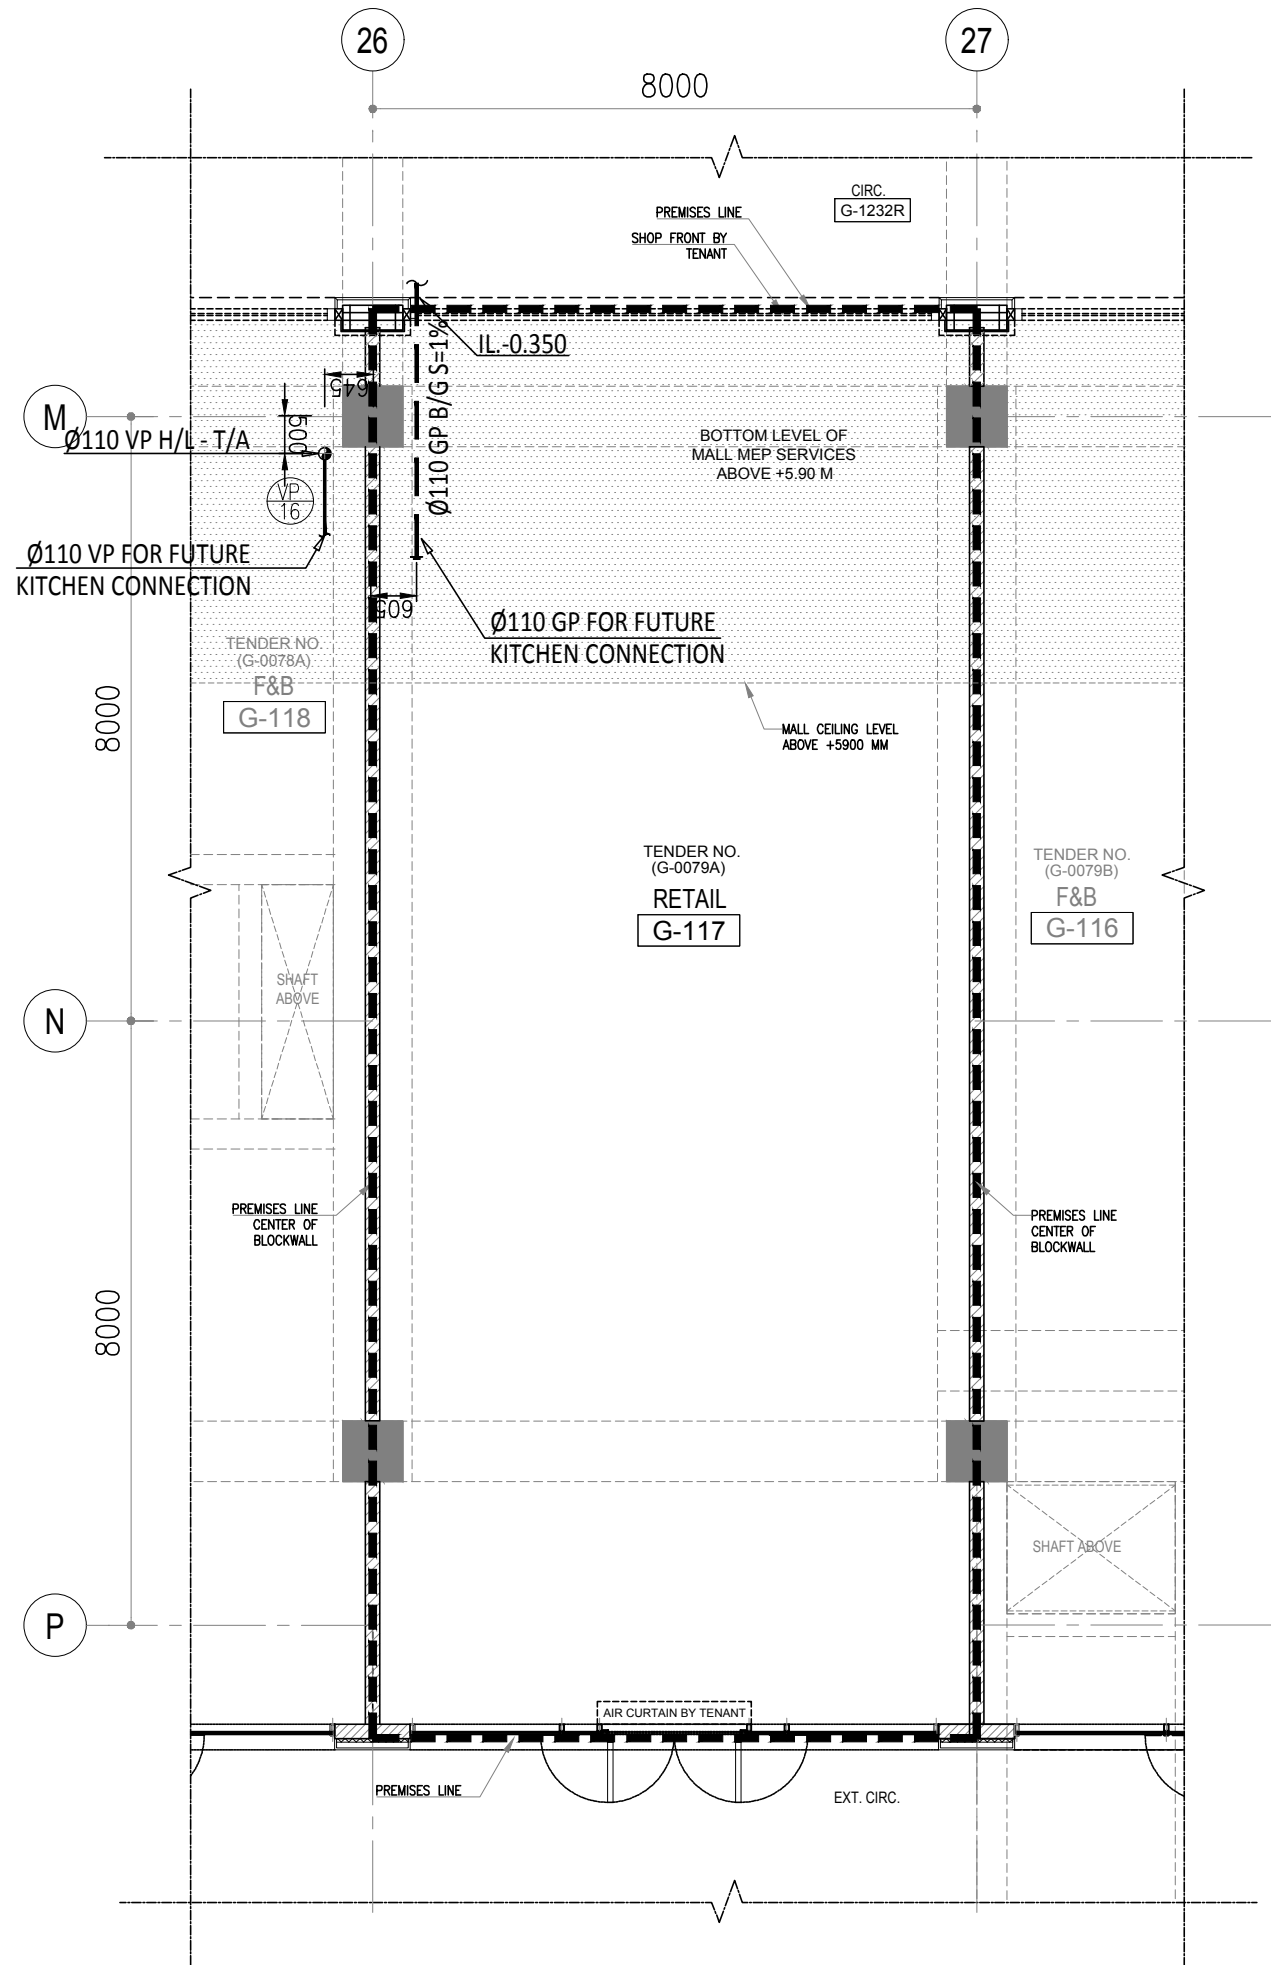 26
27
8000
CIRC.
G-1232R
PREMISES LINE
SHOP FRONT BY
TENANT
IL.-0.350
645
Ø110 GP B/G S=1%
M
500
Ø110 VP H/L - T/A
BOTTOM LEVEL OF
MALL MEP SERVICES
ABOVE +5.90 M
VP
16
Ø110 VP FOR FUTURE
KITCHEN CONNECTION
605
Ø110 GP FOR FUTURE
KITCHEN CONNECTION
TENDER NO.
(G-0078A)
F&B
G-118
8000
MALL CEILING LEVEL
ABOVE +5900 MM
TENDER NO.
(G-0079A)
RETAIL
G-117
TENDER NO.
(G-0079B)
F&B
G-116
SHAFT
ABOVE
N
PREMISES LINE
CENTER OF
BLOCKWALL
PREMISES LINE
CENTER OF
BLOCKWALL
8000
SHAFT ABOVE
P
AIR CURTAIN BY TENANT
PREMISES LINE
EXT. CIRC.